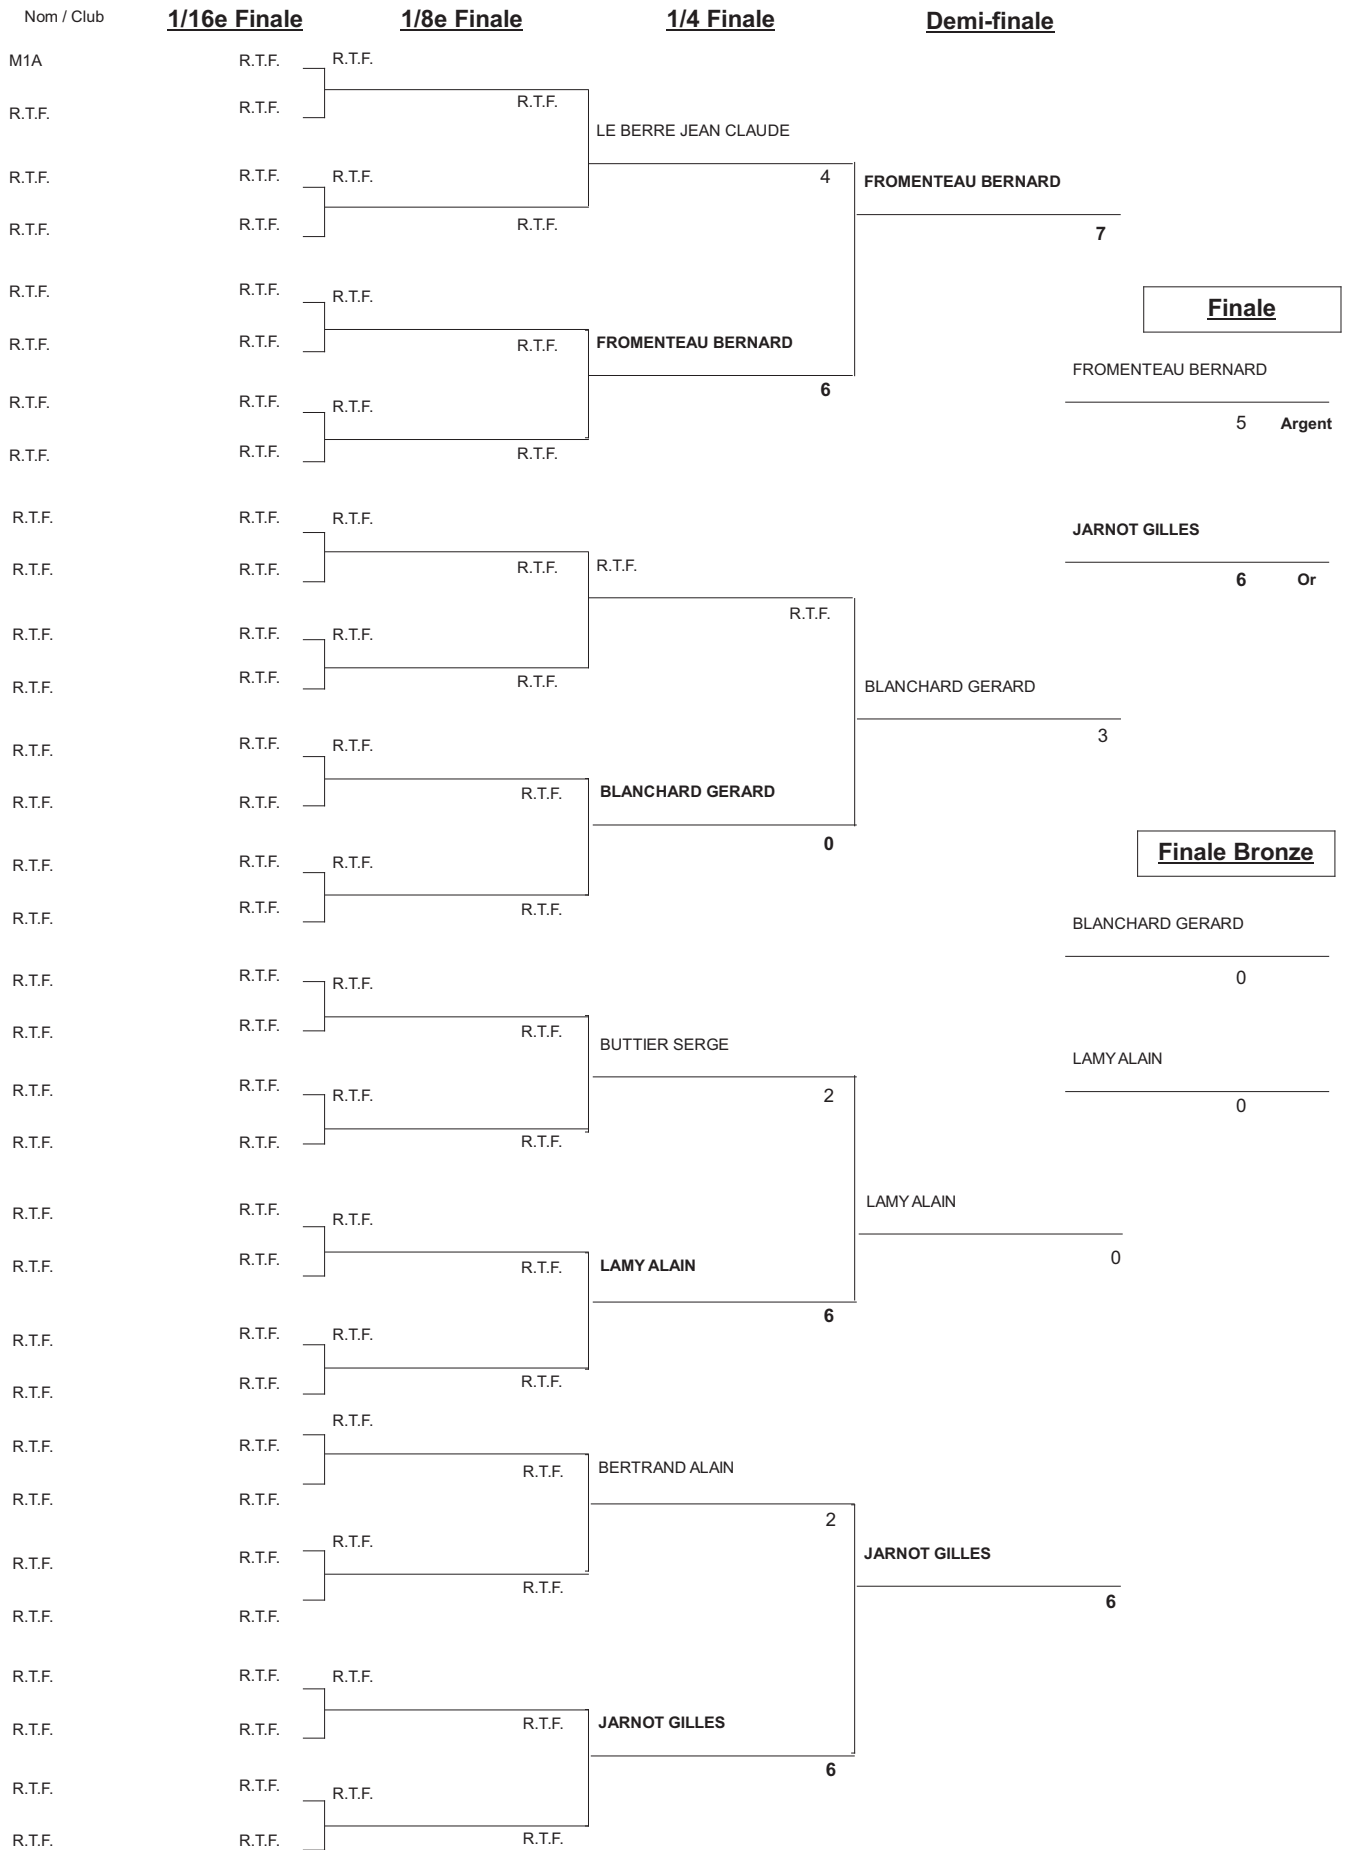 Nom / Club 1/16e Finale 1/8e Finale 1/4 Finale Demi-finale
M1A R.T.F. R.T.F.
R.T.F. R.T.F. R.T.F.
LE BERRE JEAN CLAUDE
R.T.F. R.T.F. R.T.F. 4 FROMENTEAU BERNARD
R.T.F. R.T.F. R.T.F. 7
R.T.F. R.T.F. R.T.F.
Finale
R.T.F. R.T.F. R.T.F. FROMENTEAU BERNARD
FROMENTEAU BERNARD
R.T.F. R.T.F. R.T.F. 6
5 Argent
R.T.F. R.T.F. R.T.F.
R.T.F. R.T.F. R.T.F.
JARNOT GILLES
R.T.F. R.T.F. R.T.F. R.T.F.
6 Or
R.T.F.
R.T.F. R.T.F. R.T.F.
R.T.F. R.T.F. R.T.F. BLANCHARD GERARD
3
R.T.F. R.T.F. R.T.F.
R.T.F. R.T.F. R.T.F. BLANCHARD GERARD
0
Finale Bronze
R.T.F. R.T.F. R.T.F.
R.T.F. R.T.F. R.T.F.
BLANCHARD GERARD
0
R.T.F. R.T.F. R.T.F.
R.T.F. R.T.F. R.T.F.
BUTTIER SERGE
LAMY ALAIN
R.T.F. R.T.F. R.T.F. 2
0
R.T.F. R.T.F. R.T.F.
LAMY ALAIN
R.T.F. R.T.F. R.T.F.
R.T.F. R.T.F. R.T.F. LAMY ALAIN
0
6
R.T.F. R.T.F. R.T.F.
R.T.F. R.T.F. R.T.F.
R.T.F.
R.T.F. R.T.F.
R.T.F. BERTRAND ALAIN
R.T.F. R.T.F.
2
R.T.F.
R.T.F. R.T.F. JARNOT GILLES
R.T.F.
6
R.T.F. R.T.F.
R.T.F. R.T.F. R.T.F.
R.T.F. R.T.F. R.T.F. JARNOT GILLES
6
R.T.F. R.T.F. R.T.F.
R.T.F. R.T.F. R.T.F.